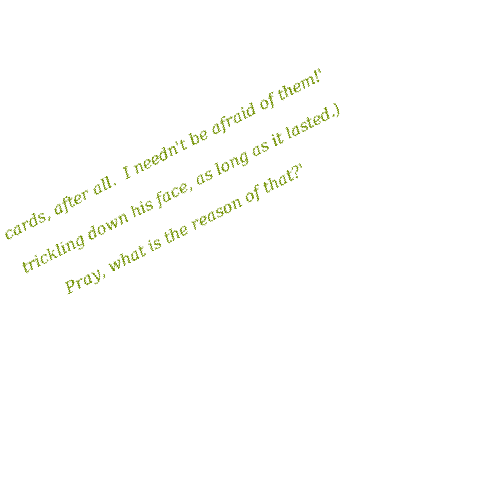 cards, after all.  I needn't be afraid of them!'
trickling down his face, as long as it lasted.)
Pray, what is the reason of that?'